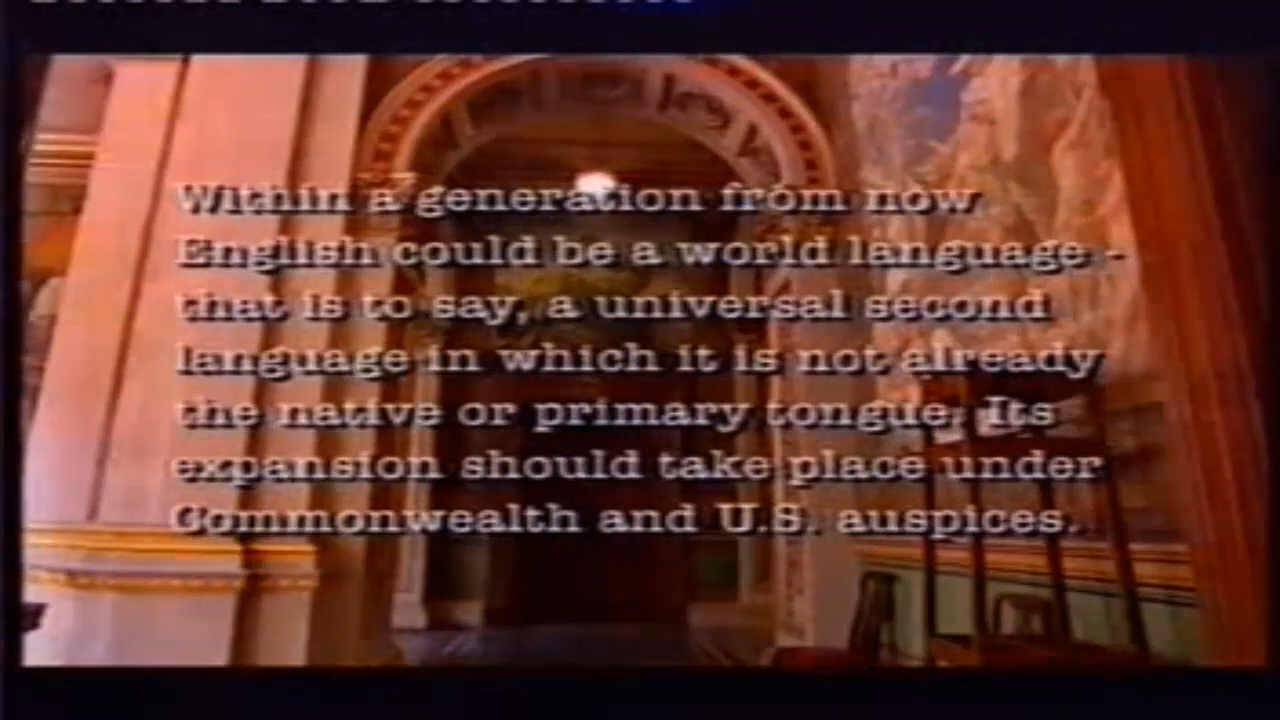 Within a generation from now
English could be a world language -
that is to say, a universal second
language in which it is not already
the native or primary tongue. Its
expansion should take place under
Commonwealth and U.S. auspices.